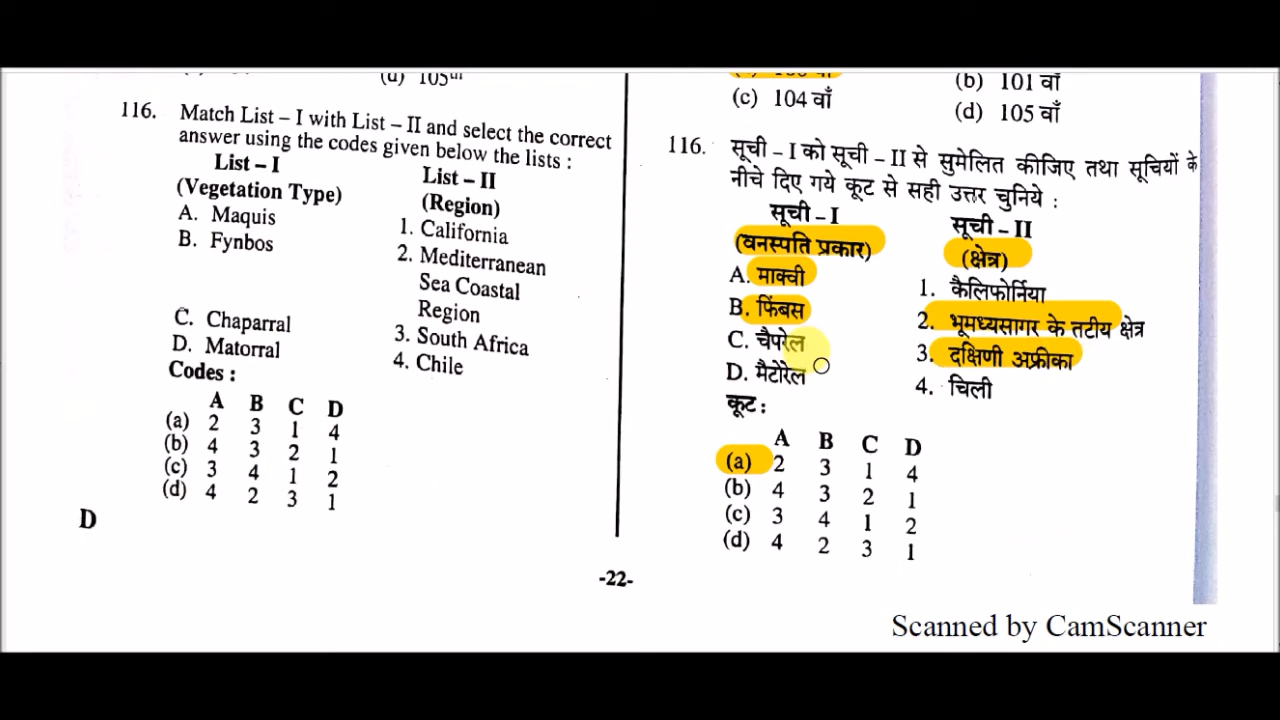 (d) 105th
116. Match List – I with List – II and select the correct
answer using the codes given below the lists :
List – I
(Vegetation Type)
List – II
(Region)
A. Maquis
1. California
B. Fynbos
2. Mediterranean
Sea Coastal
Region
C. Chaparral
3. South Africa
D. Matorral
4. Chile
Codes :
A B C D
(a) 2 3 1 4
(b) 4 3 2 1
(c) 3 4 1 2
(d) 4 2 3 1
D
(b) 101 वाँ
(c) 104 वाँ
(d) 105 वाँ
116. सूची – I को सूची – II से सुमेलित कीजिए तथा सूचियों के
नीचे दिए गये कूट से सही उत्तर चुनिये :
सूची – I
(वनस्पति प्रकार)
सूची – II
(क्षेत्र)
A. माक्वी
1. कैलिफोर्निया
B. फिंबस
2. भूमध्यसागर के तटीय क्षेत्र
C. चैपरेल
3. दक्षिणी अफ्रीका
D. मैटोरेल
4. चिली
कूट :
A B C D
(a) 2 3 1 4
(b) 4 3 2 1
(c) 3 4 1 2
(d) 4 2 3 1
-22-
Scanned by CamScanner